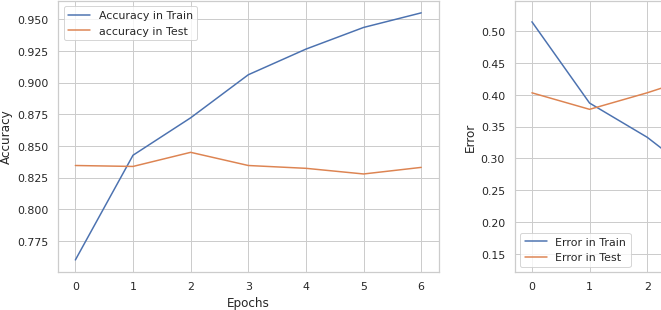 Accuracy in Train
accuracy in Test
0.950
0.925
0.900
0.875
0.850
0.825
0.800
0.775
Accuracy
0 1 2 3 4 5 6
Epochs
0.50
0.45
0.40
0.35
0.30
0.25
0.20
0.15
Error
Error in Train
Error in Test
0 1 2